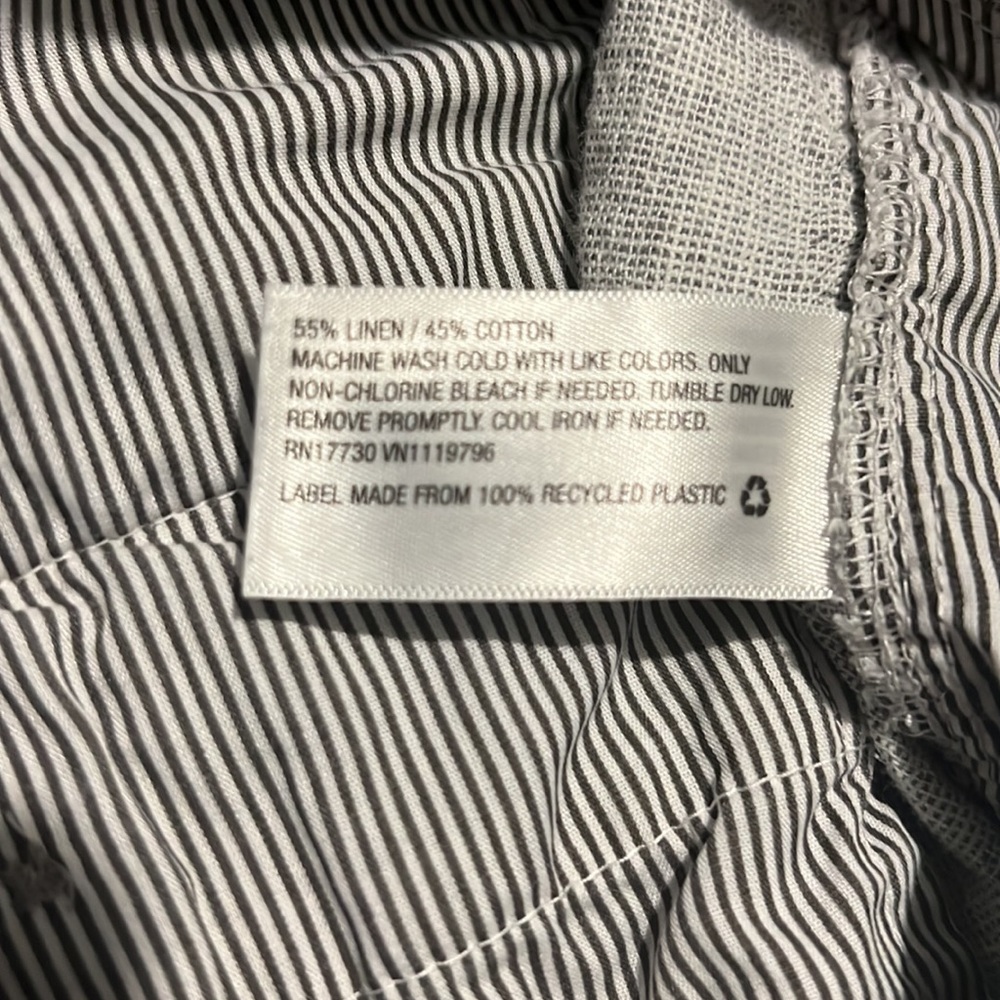 55% LINEN / 45% COTTON
MACHINE WASH COLD WITH LIKE COLORS. ONLY
NON-CHLORINE BLEACH IF NEEDED. TUMBLE DRY LOW.
REMOVE PROMPTLY. COOL IRON IF NEEDED.
RN17730 VN1119796
LABEL MADE FROM 100% RECYCLED PLASTIC